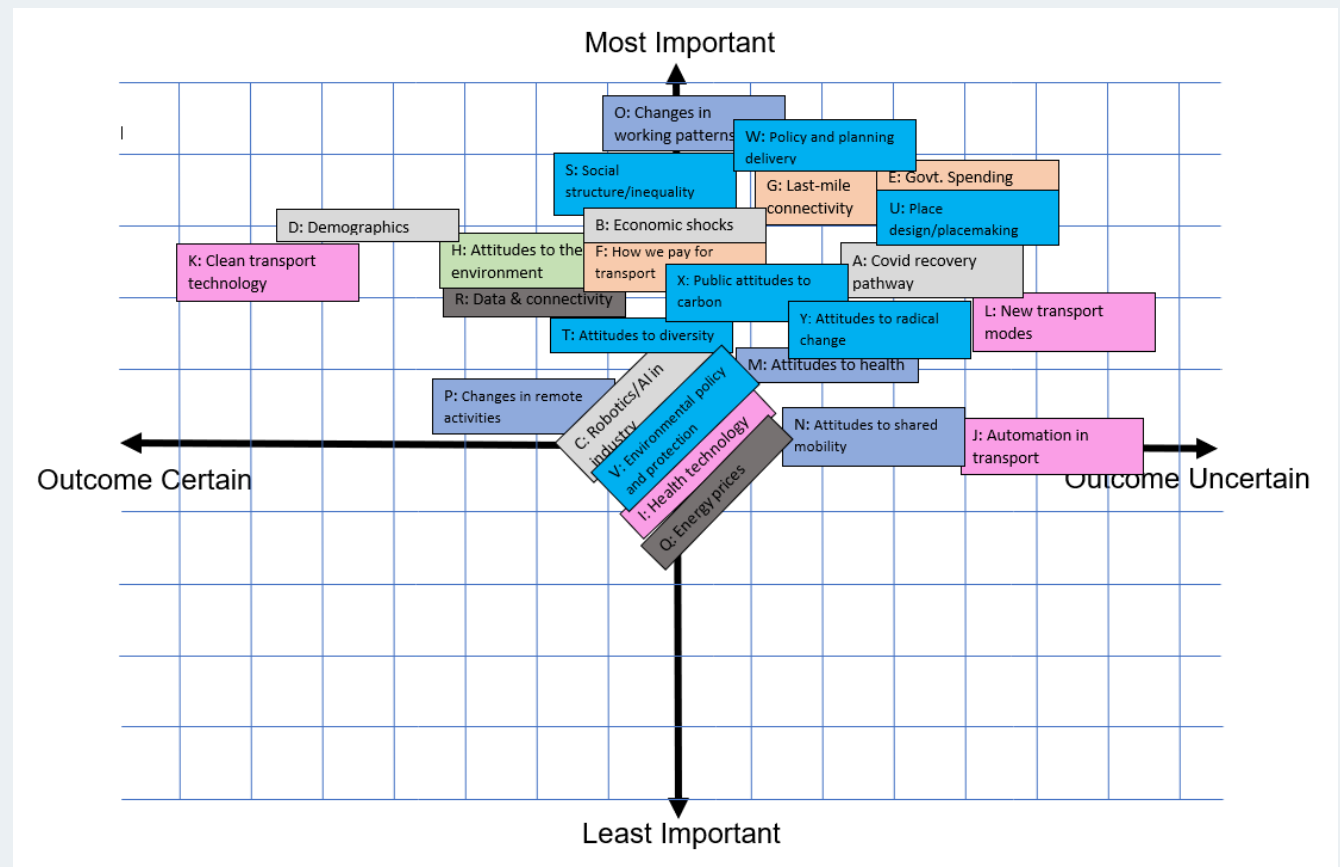 Most Important
O: Changes in
working patterns
W: Policy and planning
delivery
S: Social
structure/inequality
G: Last-mile
connectivity
E: Govt. Spending
U: Place
design/placemaking
D: Demographics
B: Economic shocks
H: Attitudes to the
environment
F: How we pay for
transport
K: Clean transport
technology
A: Covid recovery
pathway
X: Public attitudes to
carbon
R: Data & connectivity
L: New transport
modes
Y: Attitudes to radical
change
T: Attitudes to diversity
M: Attitudes to health
P: Changes in remote
activities
C: Robotics/AI in
industry
V: Environmental policy
and protection
I: Health technology
Q: Energy prices
N: Attitudes to shared
mobility
J: Automation in
transport
Outcome Certain
Outcome Uncertain
Least Important